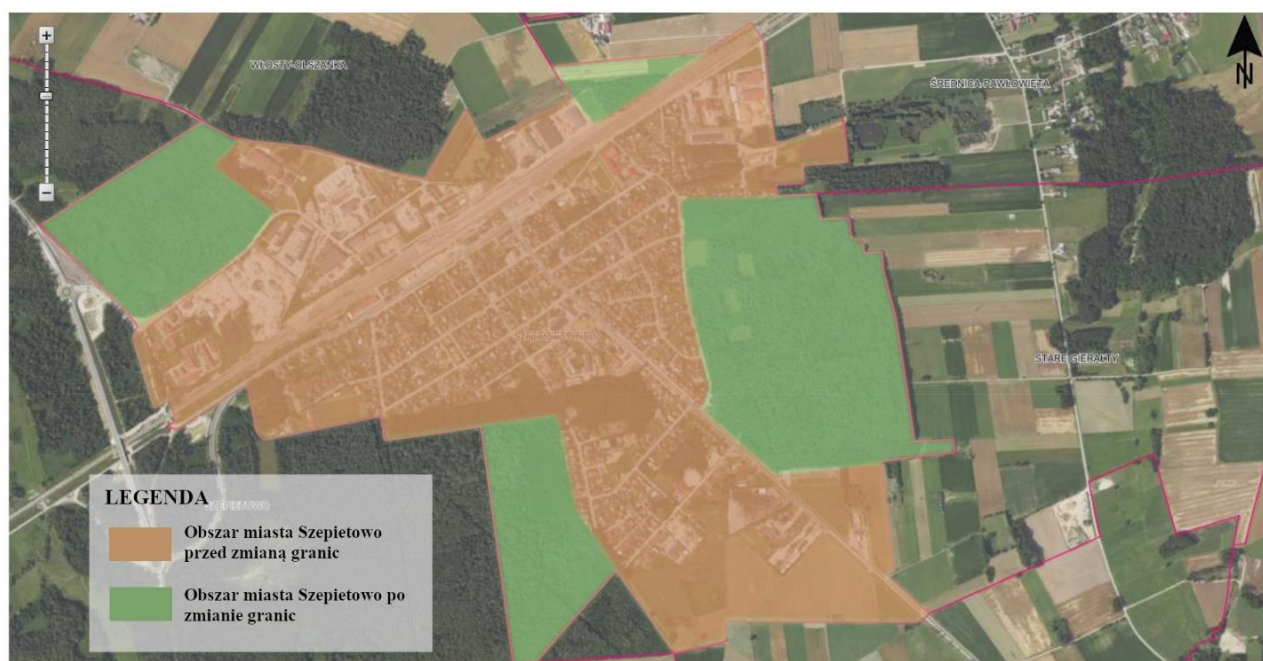 +
N
WŁOSTY-OLSZANKA
ŚREDNICA-PAWŁOWIĘTA
STARE GIERAŁTY
−
LEGENDA
SZEPIETOWO
Obszar miasta Szepietowo
przed zmianą granic
Obszar miasta Szepietowo po
zmianie granic